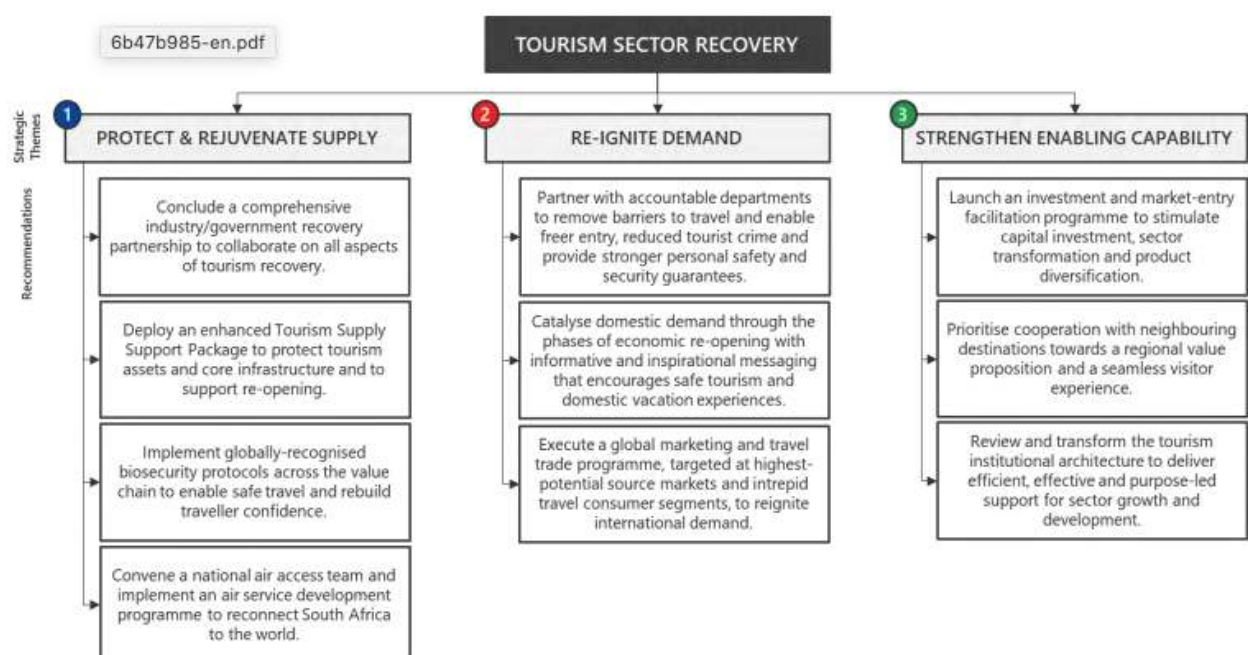 6b47b985-en.pdf
TOURISM SECTOR RECOVERY
Strategic
Themes
1
PROTECT & REJUVENATE SUPPLY
2
RE-IGNITE DEMAND
3
STRENGTHEN ENABLING CAPABILITY
Recommendations
Conclude a comprehensive
industry/government recovery
partnership to collaborate on all aspects
of tourism recovery.
Deploy an enhanced Tourism Supply
Support Package to protect tourism
assets and core infrastructure and to
support re-opening.
Implement globally-recognised
biosecurity protocols across the value
chain to enable safe travel and rebuild
traveller confidence.
Convene a national air access team and
implement an air service development
programme to reconnect South Africa
to the world.
Partner with accountable departments
to remove barriers to travel and enable
freer entry, reduced tourist crime and
provide stronger personal safety and
security guarantees.
Catalyse domestic demand through the
phases of economic re-opening with
informative and inspirational messaging
that encourages safe tourism and
domestic vacation experiences.
Execute a global marketing and travel
trade programme, targeted at highest-
potential source markets and intrepid
travel consumer segments, to reignite
international demand.
Launch an investment and market-entry
facilitation programme to stimulate
capital investment, sector
transformation and product
diversification.
Prioritise cooperation with neighbouring
destinations towards a regional value
proposition and a seamless visitor
experience.
Review and transform the tourism
institutional architecture to deliver
efficient, effective and purpose-led
support for sector growth and
development.